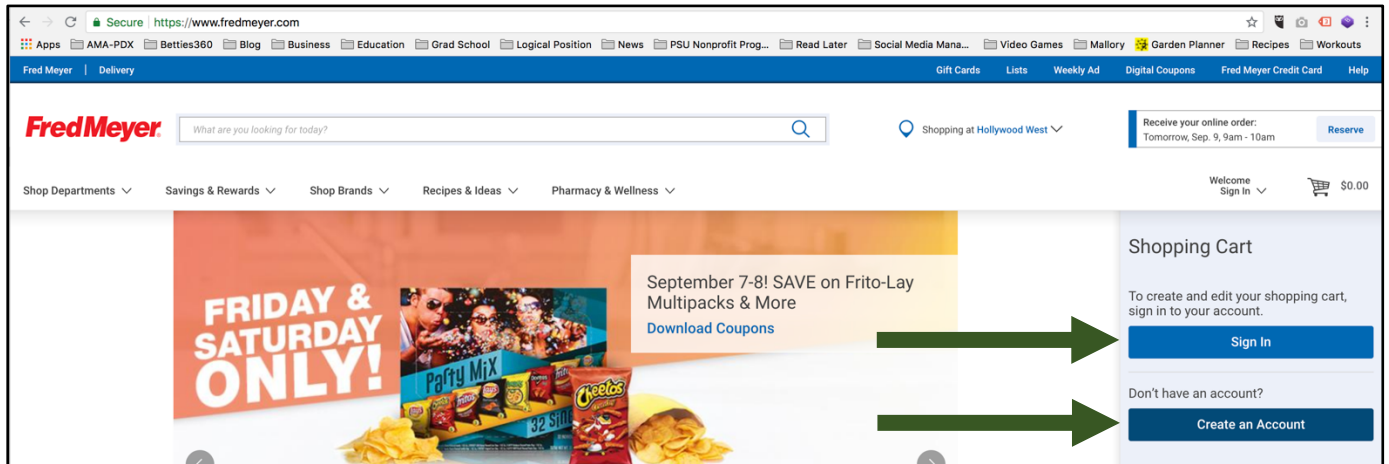 Secure https://www.fredmeyer.com
Apps AMA-PDX Betties360 Blog Business Education Grad School Logical Position News PSU Nonprofit Prog... Read Later Social Media Mana... Video Games Mallory Garden Planner Recipes Workouts
Fred Meyer | Delivery Gift Cards Lists Weekly Ad Digital Coupons Fred Meyer Credit Card Help
FredMeyer. What are you looking for today? Shopping at Hollywood West
Receive your online order:
Tomorrow, Sep. 9, 9am - 10am
Reserve
Shop Departments Savings & Rewards Shop Brands Recipes & Ideas Pharmacy & Wellness
Welcome
Sign In
$0.00
FRIDAY &
SATURDAY
ONLY!
Party Mix
Cheetos
September 7-8! SAVE on Frito-Lay
Multipacks & More
Download Coupons
Shopping Cart
To create and edit your shopping cart,
sign in to your account.
Sign In
Don't have an account?
Create an Account